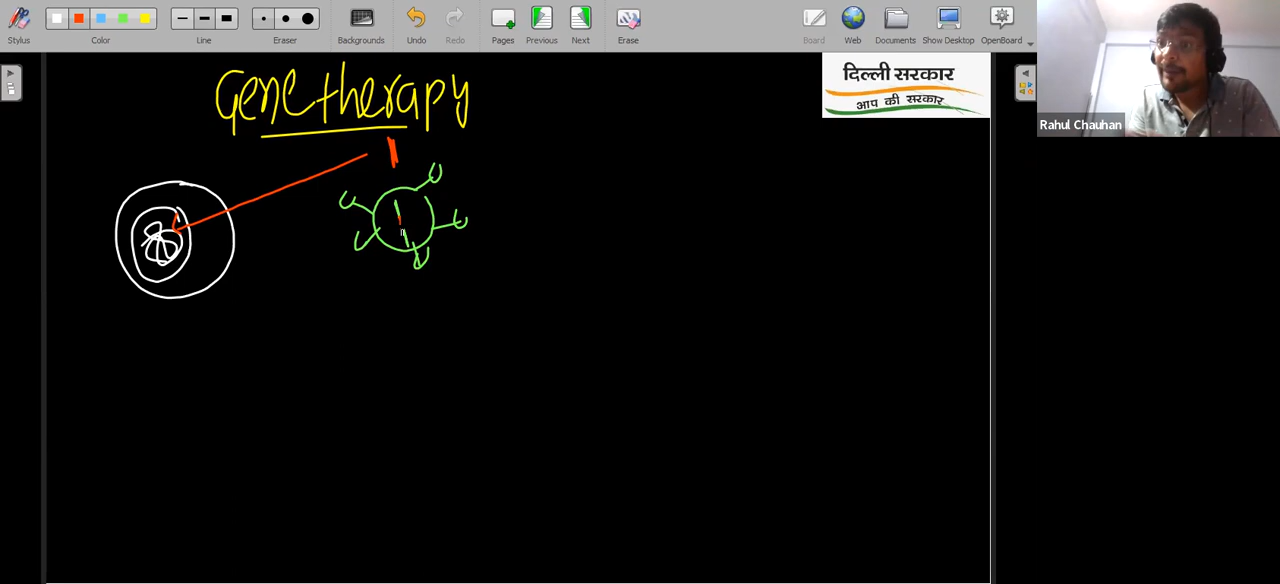 Stylus
Color
Line
Eraser
Backgrounds
Undo
Redo
Pages
Previous
Next
Erase
Board
Web
Documents
Show Desktop
OpenBoard
Gene therapy
दिल्ली सरकार
आप की सरकार
Rahul Chauhan